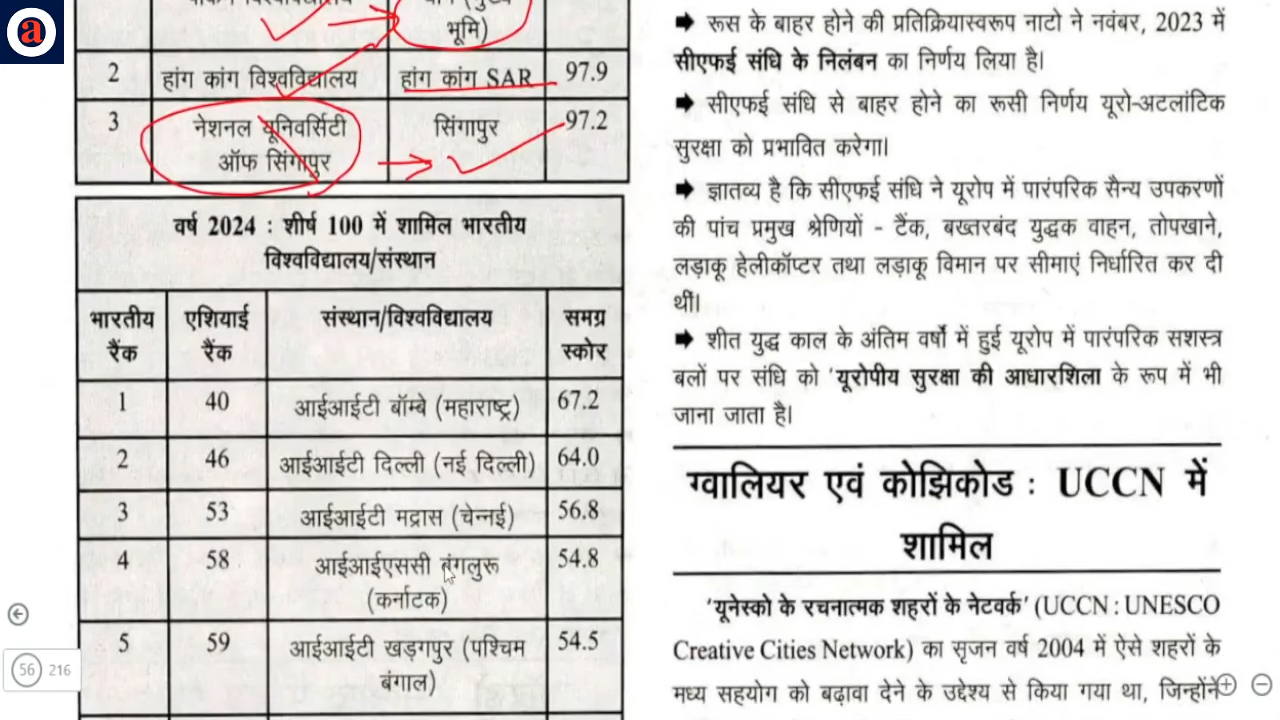 a
भूमि)
2 हांग कांग विश्वविद्यालय हांग कांग SAR 97.9
3 नेशनल यूनिवर्सिटी सिंगापुर 97.2
ऑफ सिंगापुर
वर्ष 2024 : शीर्ष 100 में शामिल भारतीय
विश्वविद्यालय/संस्थान
भारतीय एशियाई संस्थान/विश्वविद्यालय समग्र
रैंक रैंक स्कोर
1 40 आईआईटी बॉम्बे (महाराष्ट्र) 67.2
2 46 आईआईटी दिल्ली (नई दिल्ली) 64.0
3 53 आईआईटी मद्रास (चेन्नई) 56.8
4 58 आईआईएससी बंगलुरू 54.8
(कर्नाटक)
5 59 आईआईटी खड़गपुर (पश्चिम 54.5
बंगाल)
56 216
➡ रूस के बाहर होने की प्रतिक्रियास्वरूप नाटो ने नवंबर, 2023 में
सीएफई संधि के निलंबन का निर्णय लिया है।
➡ सीएफई संधि से बाहर होने का रूसी निर्णय यूरो-अटलांटिक
सुरक्षा को प्रभावित करेगा।
➡ ज्ञातव्य है कि सीएफई संधि ने यूरोप में पारंपरिक सैन्य उपकरणों
की पांच प्रमुख श्रेणियों - टैंक, बख्तरबंद युद्धक वाहन, तोपखाने,
लड़ाकू हेलीकॉप्टर तथा लड़ाकू विमान पर सीमाएं निर्धारित कर दी
थीं।
➡ शीत युद्ध काल के अंतिम वर्षों में हुई यूरोप में पारंपरिक सशस्त्र
बलों पर संधि को 'यूरोपीय सुरक्षा की आधारशिला के रूप में भी
जाना जाता है।
ग्वालियर एवं कोझिकोड : UCCN में
शामिल
'यूनेस्को के रचनात्मक शहरों के नेटवर्क' (UCCN : UNESCO
Creative Cities Network) का सृजन वर्ष 2004 में ऐसे शहरों के
मध्य सहयोग को बढ़ावा देने के उद्देश्य से किया गया था, जिन्होंने